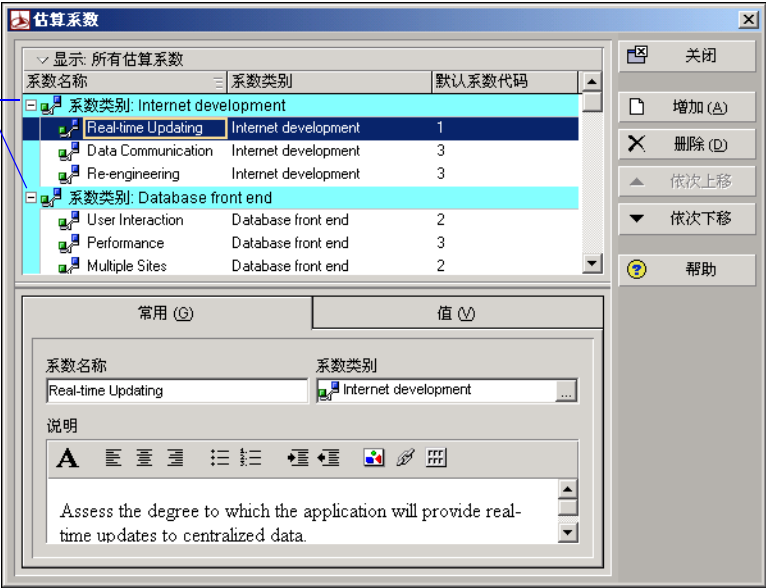 估算系数
显示: 所有估算系数
系数名称 系数类别 默认系数代码
系数类别: Internet development
Real-time Updating Internet development 1
Data Communication Internet development 3
Re-engineering Internet development 3
系数类别: Database front end
User Interaction Database front end 2
Performance Database front end 3
Multiple Sites Database front end 2
关闭
增加 (A)
删除 (D)
依次上移
依次下移
帮助
常用 (G) 值 (V)
系数名称 系数类别
Real-time Updating Internet development ...
说明
A
Assess the degree to which the application will provide real-
time updates to centralized data.